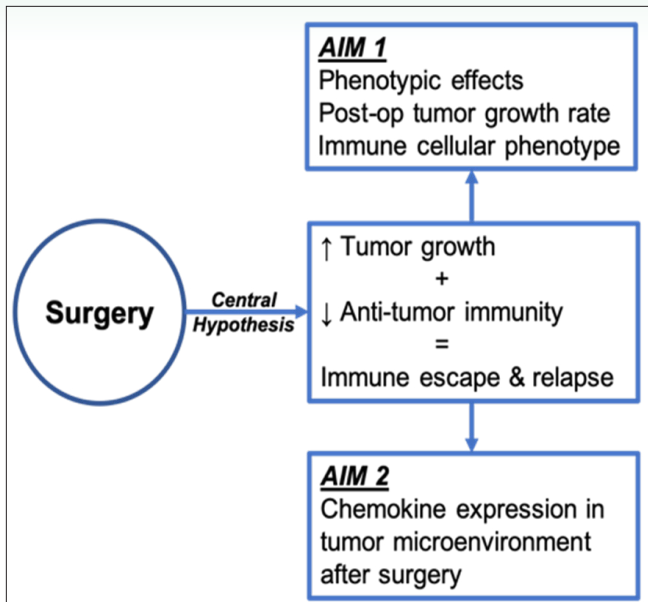 AIM 1
Phenotypic effects
Post-op tumor growth rate
Immune cellular phenotype
Surgery
Central
Hypothesis
↑ Tumor growth
+
↓ Anti-tumor immunity
=
Immune escape & relapse
AIM 2
Chemokine expression in
tumor microenvironment
after surgery